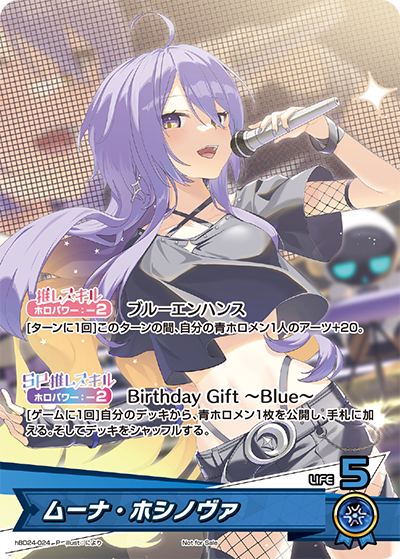 推しスキル
ホロパワー：－2
ブルーエンハンス
[ターンに1回]このターンの間、自分の青ホロメン1人のアーツ+20。
SP推しスキル
ホロパワー：－2
Birthday Gift ～Blue～
[ゲームに1回]自分のデッキから、青ホロメン1枚を公開し、手札に加
える。そしてデッキをシャッフルする。
LIFE 5
ムーナ・ホシノヴァ
hBD24-024 P illust：により Not for Sale